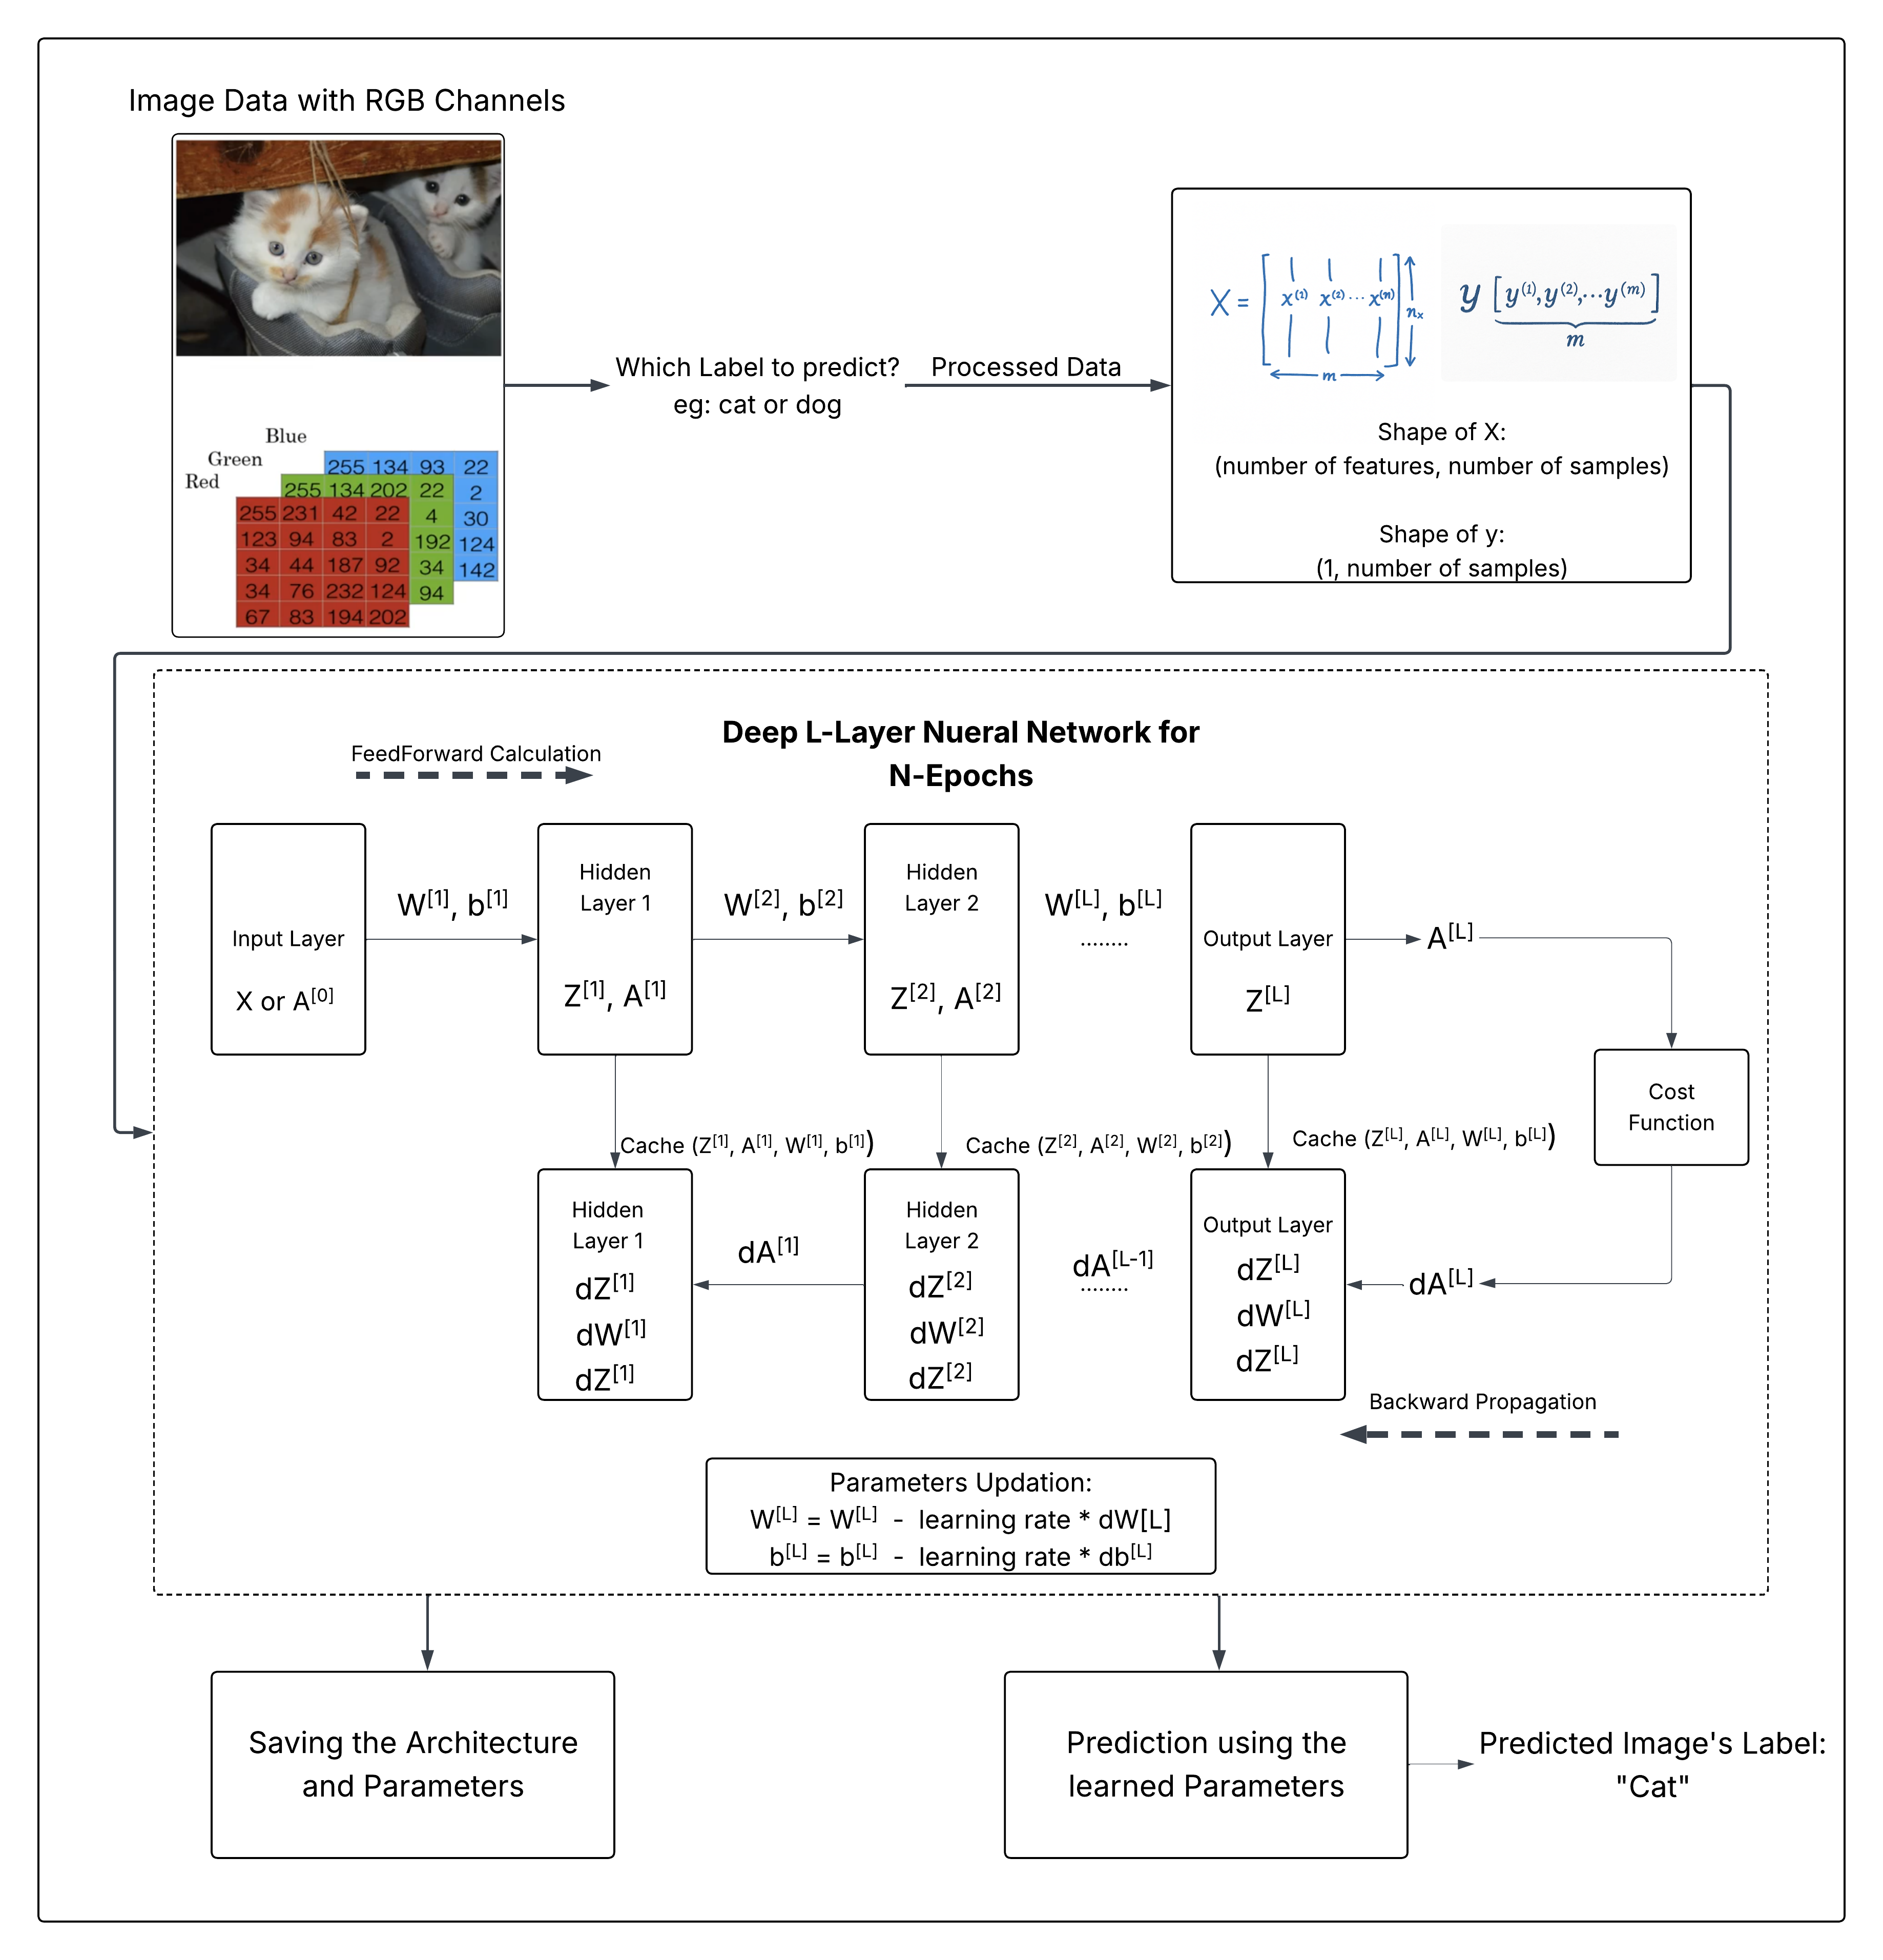 Image Data with RGB Channels
Blue
Green
Red
255 134 93 22
255 134 202 22 2
255 231 42 22 4 30
123 94 83 2 192 124
34 44 187 92 34 142
34 76 232 124 94
67 83 194 202
Which Label to predict?
eg: cat or dog
Processed Data
X = [ x^(1) x^(2) ... x^(n) ] n_x
m
y [y^(1), y^(2), ... y^(m)]
m
Shape of X:
(number of features, number of samples)
Shape of y:
(1, number of samples)
Deep L-Layer Nueral Network for
N-Epochs
FeedForward Calculation
Input Layer
X or A^[0]
W^[1], b^[1]
Hidden
Layer 1
Z^[1], A^[1]
W^[2], b^[2]
Hidden
Layer 2
Z^[2], A^[2]
W^[L], b^[L]
........
Output Layer
Z^[L]
A^[L]
Cost
Function
Cache (Z^[1], A^[1], W^[1], b^[1])
Cache (Z^[2], A^[2], W^[2], b^[2])
Cache (Z^[L], A^[L], W^[L], b^[L])
Hidden
Layer 1
dZ^[1]
dW^[1]
dZ^[1]
dA^[1]
Hidden
Layer 2
dZ^[2]
dW^[2]
dZ^[2]
dA^[L-1]
........
Output Layer
dZ^[L]
dW^[L]
dZ^[L]
dA^[L]
Backward Propagation
Parameters Updation:
W^[L] = W^[L] - learning rate * dW[L]
b^[L] = b^[L] - learning rate * db^[L]
Saving the Architecture
and Parameters
Prediction using the
learned Parameters
Predicted Image's Label:
"Cat"